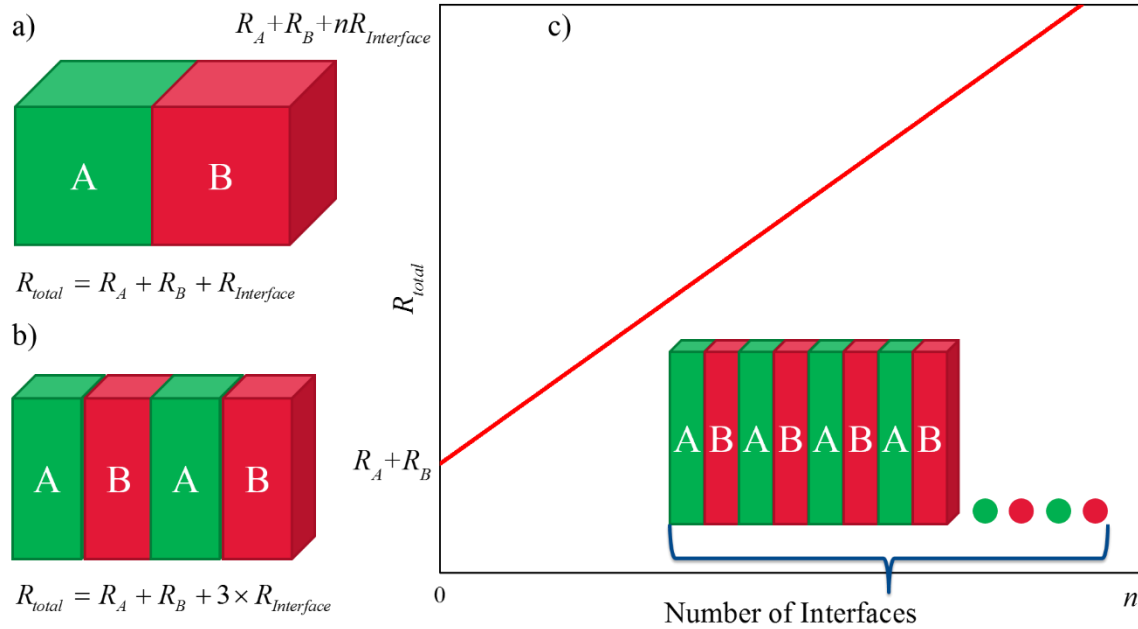 a)
A B
R_total = R_A + R_B + R_Interface
b)
A B A B
R_total = R_A + R_B + 3 × R_Interface
R_A+R_B+nR_Interface
c)
R_total
R_A+R_B
A B A B A B A B
0
Number of Interfaces
n